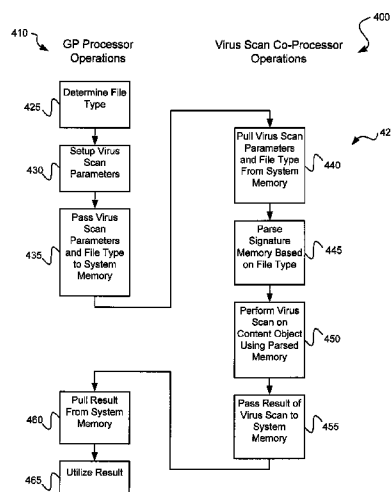 410
GP Processor
Operations
Virus Scan Co-Processor
Operations
400
42
425
Determine File
Type
430
Setup Virus
Scan
Parameters
435
Pass Virus
Scan
Parameters
and File Type
to System
Memory
Pull Virus Scan
Parameters
and File Type
From System
Memory
440
Parse
Signature
Memory Based
on File Type
445
Perform Virus
Scan on
Content Object
Using Parsed
Memory
450
Pass Result of
Virus Scan to
System
Memory
455
460
Pull Result
From System
Memory
465
Utilize Result